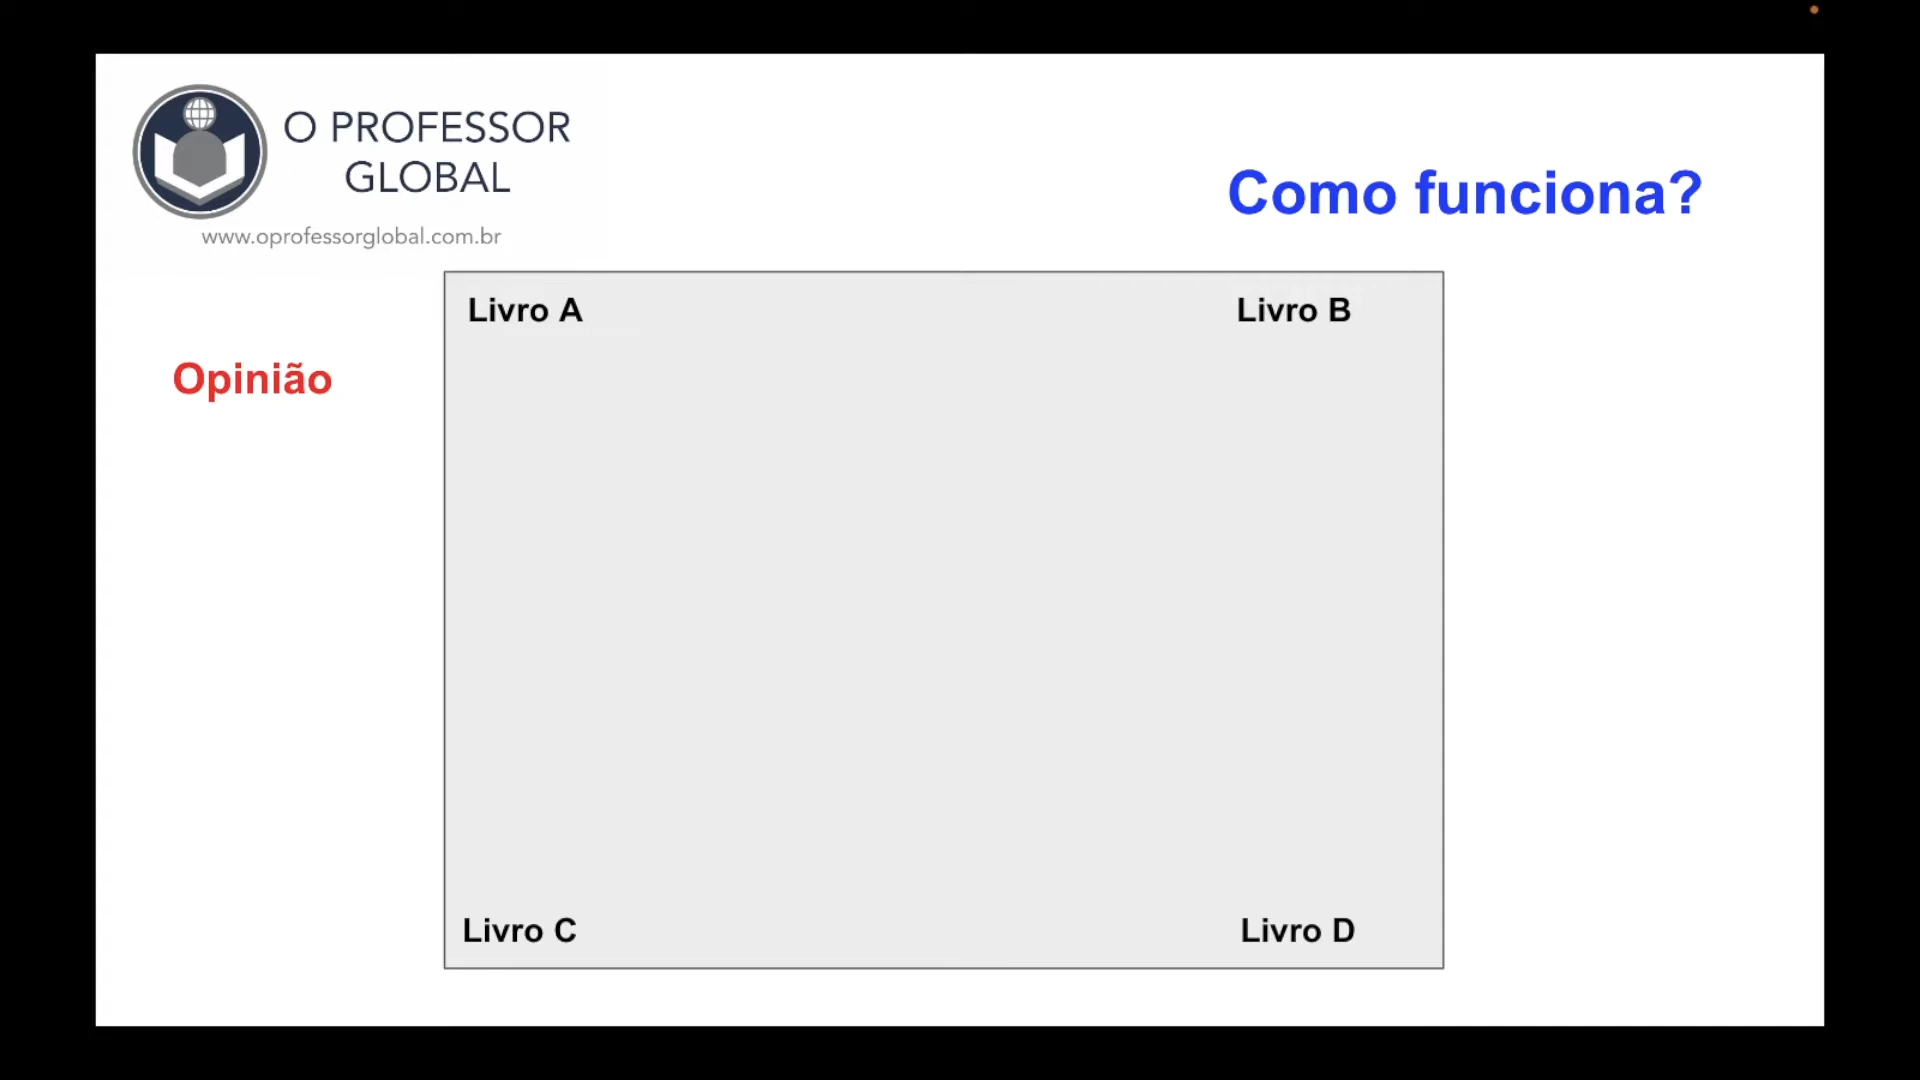 O PROFESSOR
GLOBAL
www.oprofessorglobal.com.br
Como funciona?
Livro A
Livro B
Opinião
Livro C
Livro D